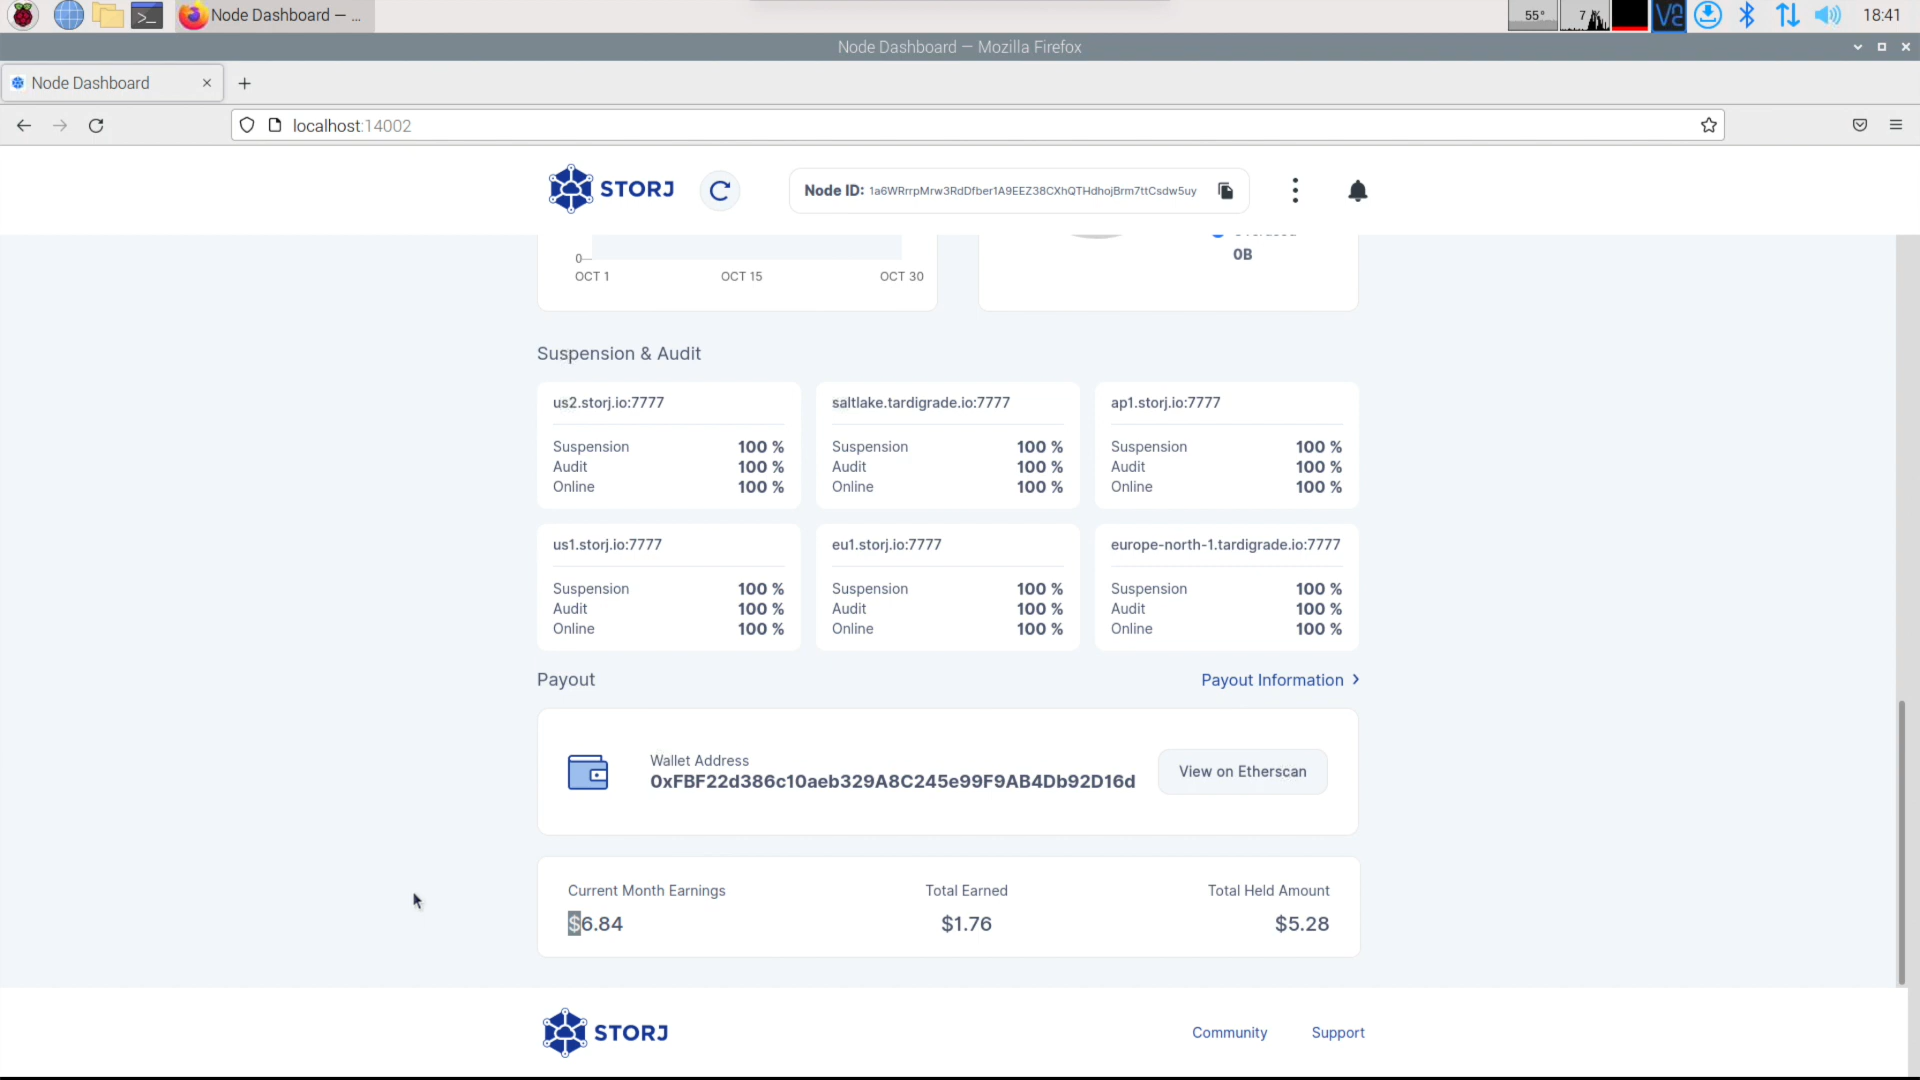 Node Dashboard — ...
55°
7
18:41
Node Dashboard — Mozilla Firefox
Node Dashboard
localhost:14002
STORJ
Node ID: 1a6WRrrpMrw3RdDfber1A9EEZ38CXhQTHdhojBrm7ttCsdw5uy
0B
0
OCT 1 OCT 15 OCT 30
Suspension & Audit
us2.storj.io:7777
Suspension 100 %
Audit 100 %
Online 100 %
saltlake.tardigrade.io:7777
Suspension 100 %
Audit 100 %
Online 100 %
ap1.storj.io:7777
Suspension 100 %
Audit 100 %
Online 100 %
us1.storj.io:7777
Suspension 100 %
Audit 100 %
Online 100 %
eu1.storj.io:7777
Suspension 100 %
Audit 100 %
Online 100 %
europe-north-1.tardigrade.io:7777
Suspension 100 %
Audit 100 %
Online 100 %
Payout
Payout Information
Wallet Address
0xFBF22d386c10aeb329A8C245e99F9AB4Db92D16d
View on Etherscan
Current Month Earnings
$6.84
Total Earned
$1.76
Total Held Amount
$5.28
STORJ
Community
Support